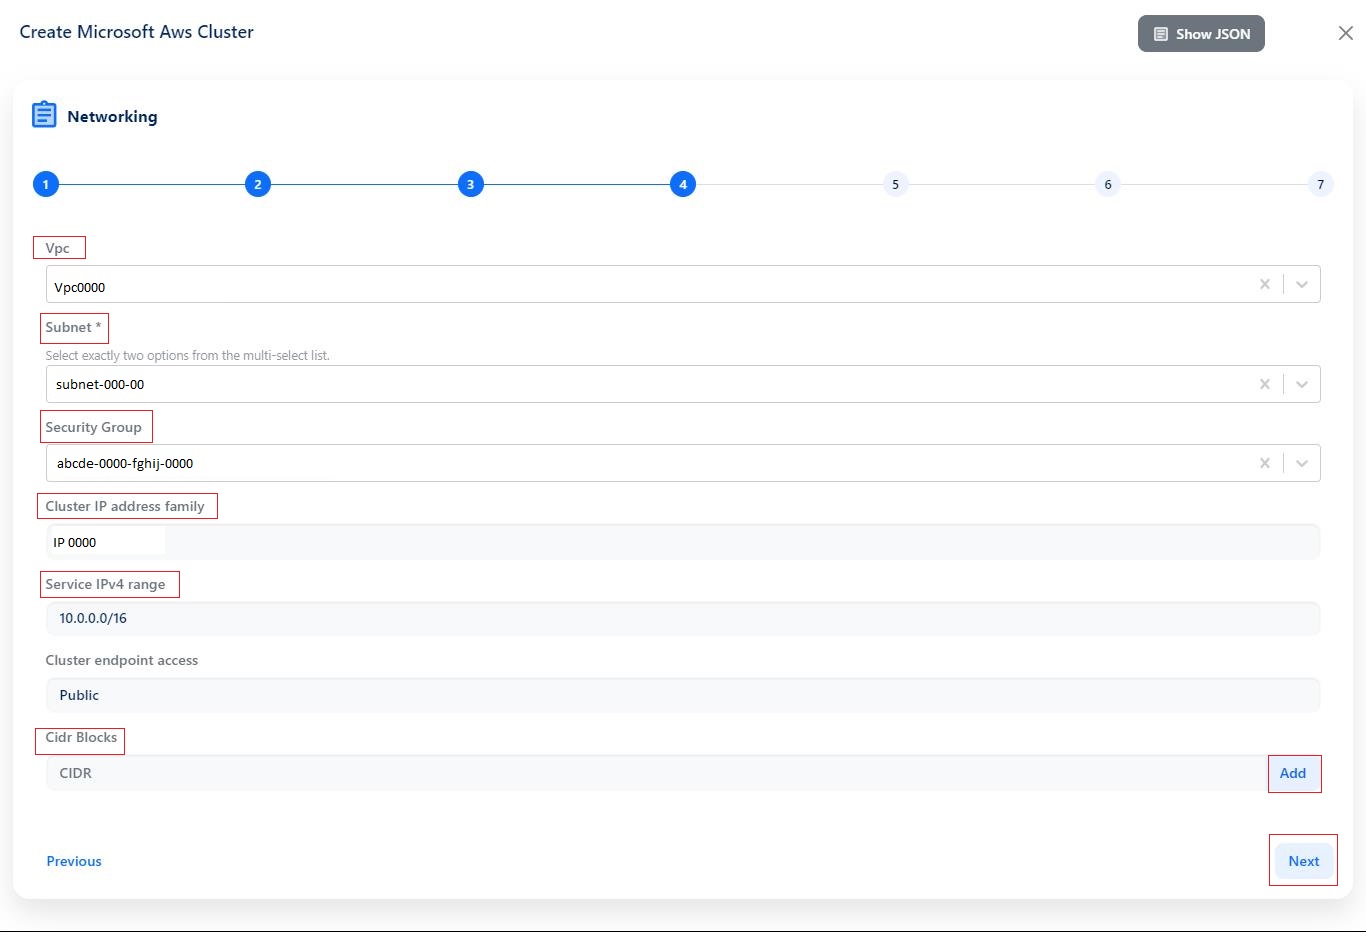 Create Microsoft Aws Cluster
Show JSON
Networking
1 2 3 4 5 6 7
Vpc
Vpc0000
Subnet *
Select exactly two options from the multi-select list.
subnet-000-00
Security Group
abcde-0000-fghij-0000
Cluster IP address family
IP 0000
Service IPv4 range
10.0.0.0/16
Cluster endpoint access
Public
Cidr Blocks
CIDR
Add
Previous
Next